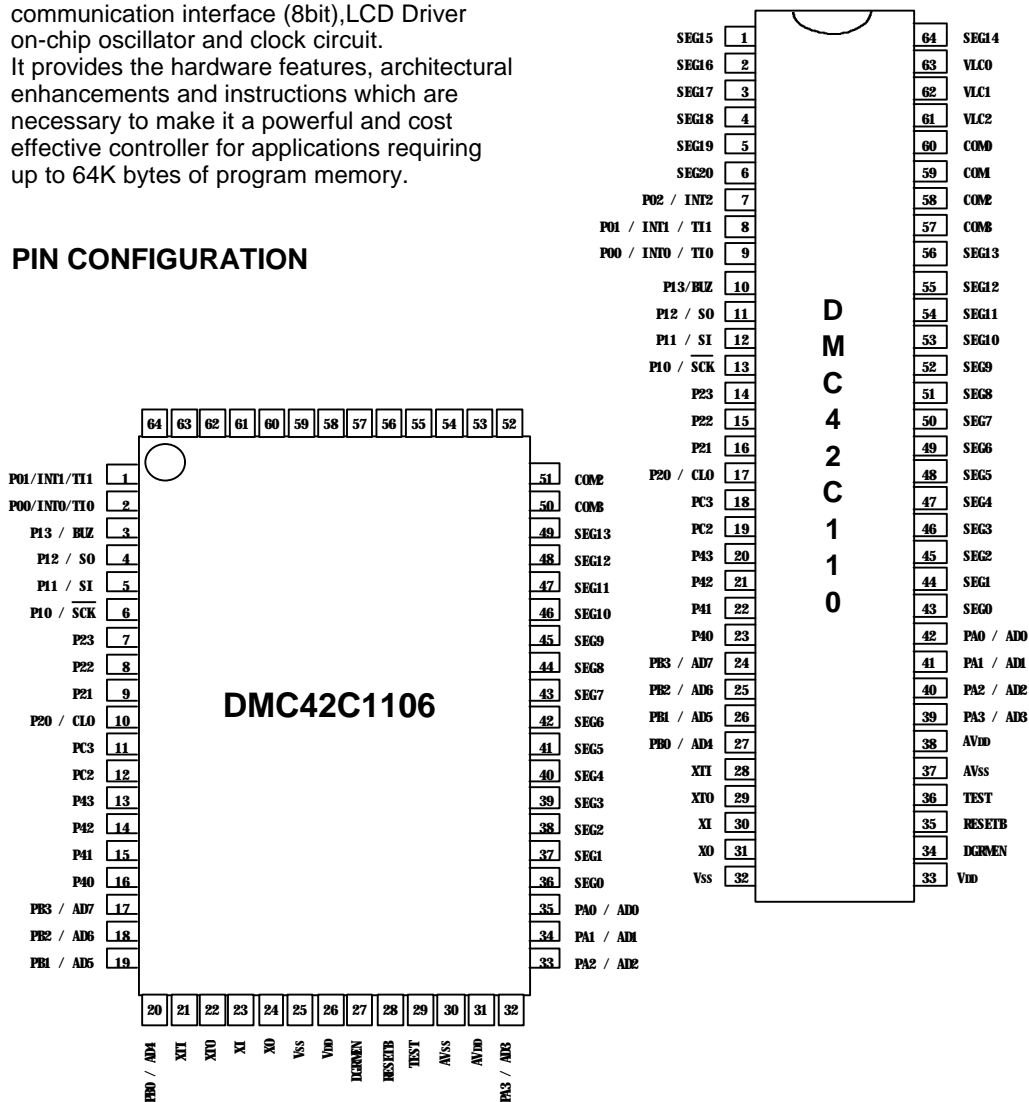 communication interface (8bit),LCD Driver
on-chip oscillator and clock circuit.
It provides the hardware features, architectural
enhancements and instructions which are
necessary to make it a powerful and cost
effective controller for applications requiring
up to 64K bytes of program memory.
PIN CONFIGURATION
64 63 62 61 60 59 58 57 56 55 54 53 52
P01/INT1/TI1 1
P00/INT0/TI0 2
P13 / BUZ 3
P12 / SO 4
P11 / SI 5
P10 / SCK 6
P23 7
P22 8
P21 9
P20 / CLO 10
PC3 11
PC2 12
P43 13
P42 14
P41 15
P40 16
PB3 / AD7 17
PB2 / AD6 18
PB1 / AD5 19
DMC42C1106
51 COM2
50 COM3
49 SEG13
48 SEG12
47 SEG11
46 SEG10
45 SEG9
44 SEG8
43 SEG7
42 SEG6
41 SEG5
40 SEG4
39 SEG3
38 SEG2
37 SEG1
36 SEG0
35 PA0 / AD0
34 PA1 / AD1
33 PA2 / AD2
20 21 22 23 24 25 26 27 28 29 30 31 32
PB0 / AD4
XTI
XTO
XI
XO
Vss
VDD
DGRMEN
RESETB
TEST
AVSS
AVDD
PA3 / AD3
SEG15 1
SEG16 2
SEG17 3
SEG18 4
SEG19 5
SEG20 6
P02 / INT2 7
P01 / INT1 / TI1 8
P00 / INT0 / TI0 9
P13/BUZ 10
P12 / SO 11
P11 / SI 12
P10 / SCK 13
P23 14
P22 15
P21 16
P20 / CLO 17
PC3 18
PC2 19
P43 20
P42 21
P41 22
P40 23
PB3 / AD7 24
PB2 / AD6 25
PB1 / AD5 26
PB0 / AD4 27
XTI 28
XTO 29
XI 30
XO 31
Vss 32
DMC42C110
64 SEG14
63 VLC0
62 VLC1
61 VLC2
60 COM0
59 COM1
58 COM2
57 COM3
56 SEG13
55 SEG12
54 SEG11
53 SEG10
52 SEG9
51 SEG8
50 SEG7
49 SEG6
48 SEG5
47 SEG4
46 SEG3
45 SEG2
44 SEG1
43 SEG0
42 PA0 / AD0
41 PA1 / AD1
40 PA2 / AD2
39 PA3 / AD3
38 AVDD
37 AVss
36 TEST
35 RESETB
34 DGRMEN
33 VDD